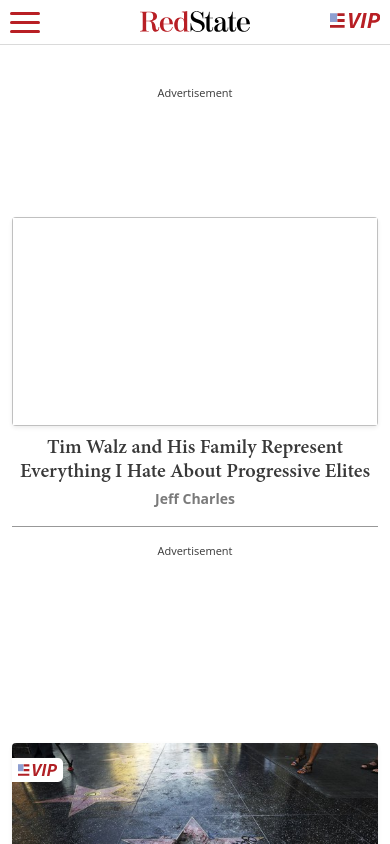 RedState
VIP
Advertisement
Tim Walz and His Family Represent
Everything I Hate About Progressive Elites
Jeff Charles
Advertisement
VIP